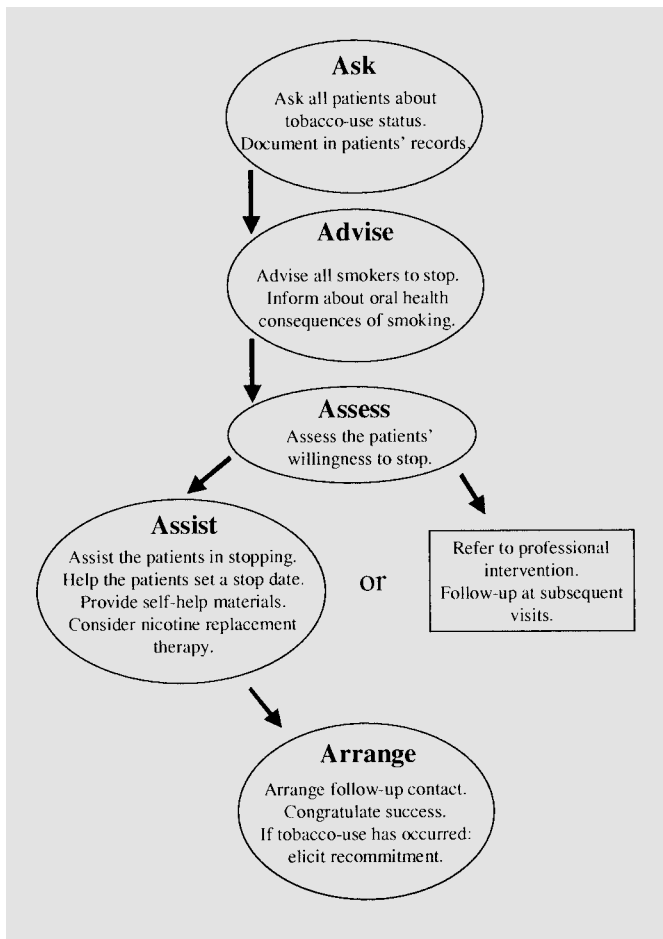 Ask
Ask all patients about
tobacco-use status.
Document in patients' records.
Advise
Advise all smokers to stop.
Inform about oral health
consequences of smoking.
Assess
Assess the patients'
willingness to stop.
Assist
Assist the patients in stopping.
Help the patients set a stop date.
Provide self-help materials.
Consider nicotine replacement
therapy.
or
Refer to professional
intervention.
Follow-up at subsequent
visits.
Arrange
Arrange follow-up contact.
Congratulate success.
If tobacco-use has occurred:
elicit recommitment.